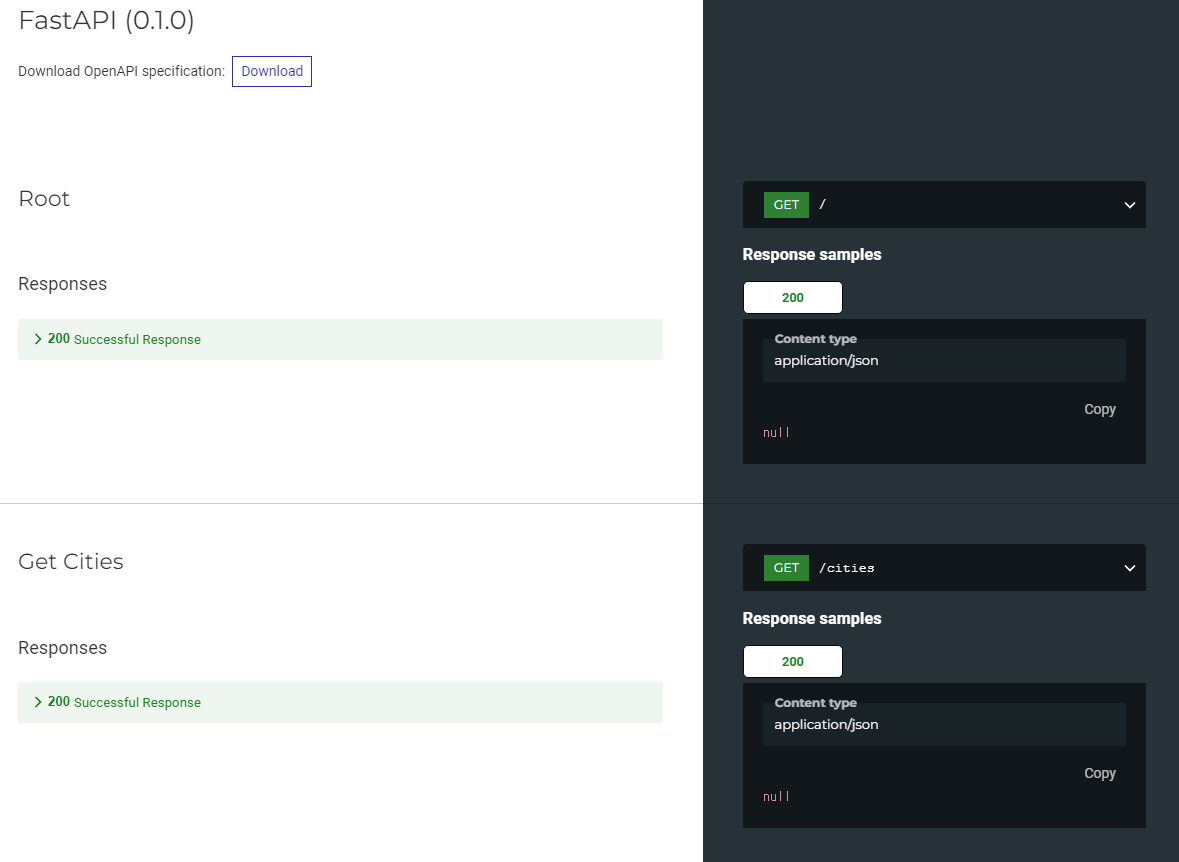 FastAPI (0.1.0)
Download OpenAPI specification: Download
Root
Responses
200 Successful Response
GET /
Response samples
200
Content type
application/json
Copy
null
Get Cities
Responses
200 Successful Response
GET /cities
Response samples
200
Content type
application/json
Copy
null